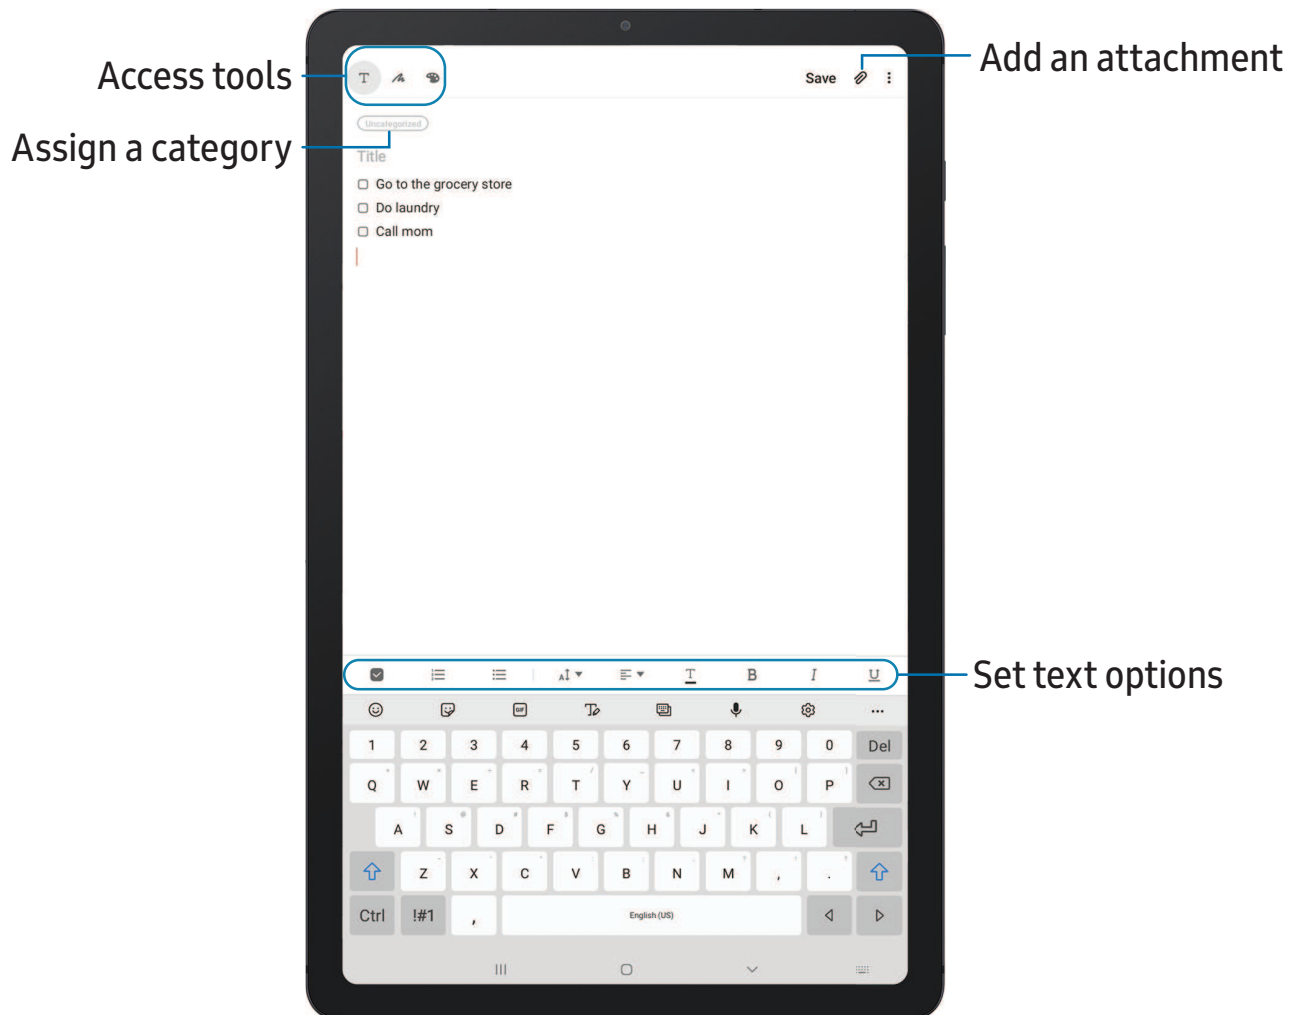 Access tools
Add an attachment
T
Save
Assign a category
Uncategorized
Title
Go to the grocery store
Do laundry
Call mom
Set text options
A T B I U
GIF T
1 2 3 4 5 6 7 8 9 0 Del
Q W E R T Y U I O P
A S D F G H J K L
Z X C V B N M , .
Ctrl !#1 , English (US)